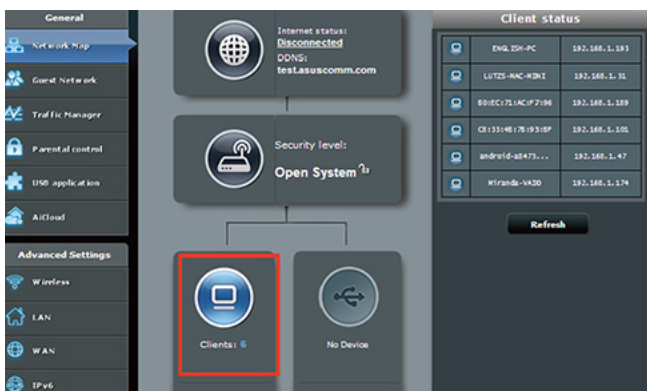 General
Network Map
Guest Network
Traffic Manager
Parental control
USB application
AiCloud
Advanced Settings
Wireless
LAN
WAN
IPv6
Internet status:
Disconnected
DDNS:
test.asuscomm.com
Security level:
Open System
Clients: 6
No Device
Client status
ENGLISH-PC 192.168.1.193
LUTZS-MAC-MINI 192.168.1.31
192.168.1.189
192.168.1.101
android-a8473... 192.168.1.47
Miranda-VAIO 192.168.1.174
Refresh